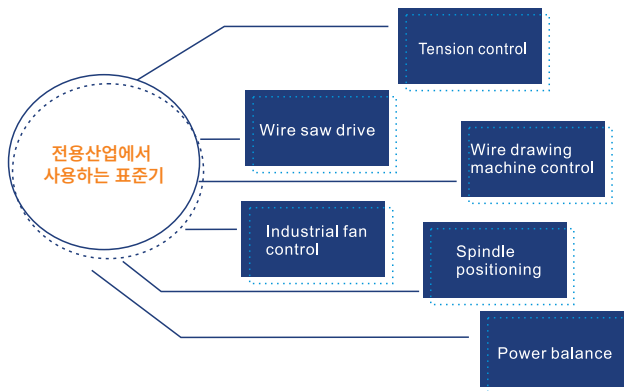 Tension control
Wire saw drive
전용산업에서
사용하는 표준기
Wire drawing
machine control
Industrial fan
control
Spindle
positioning
Power balance